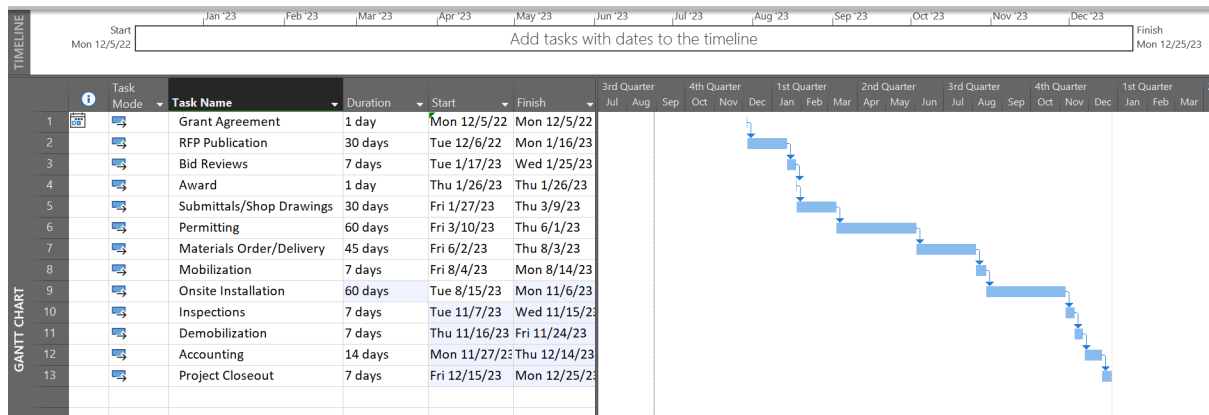 TIMELINE
Jan '23 Feb '23 Mar '23 Apr '23 May '23 Jun '23 Jul '23 Aug '23 Sep '23 Oct '23 Nov '23 Dec '23
Start
Mon 12/5/22
Add tasks with dates to the timeline
Finish
Mon 12/25/23
GANTT CHART
Task Mode Task Name Duration Start Finish
3rd Quarter 4th Quarter 1st Quarter 2nd Quarter 3rd Quarter 4th Quarter 1st Quarter
Jul Aug Sep Oct Nov Dec Jan Feb Mar Apr May Jun Jul Aug Sep Oct Nov Dec Jan Feb Mar
1 Grant Agreement 1 day Mon 12/5/22 Mon 12/5/22
2 RFP Publication 30 days Tue 12/6/22 Mon 1/16/23
3 Bid Reviews 7 days Tue 1/17/23 Wed 1/25/23
4 Award 1 day Thu 1/26/23 Thu 1/26/23
5 Submittals/Shop Drawings 30 days Fri 1/27/23 Thu 3/9/23
6 Permitting 60 days Fri 3/10/23 Thu 6/1/23
7 Materials Order/Delivery 45 days Fri 6/2/23 Thu 8/3/23
8 Mobilization 7 days Fri 8/4/23 Mon 8/14/23
9 Onsite Installation 60 days Tue 8/15/23 Mon 11/6/23
10 Inspections 7 days Tue 11/7/23 Wed 11/15/23
11 Demobilization 7 days Thu 11/16/23 Fri 11/24/23
12 Accounting 14 days Mon 11/27/23 Thu 12/14/23
13 Project Closeout 7 days Fri 12/15/23 Mon 12/25/23